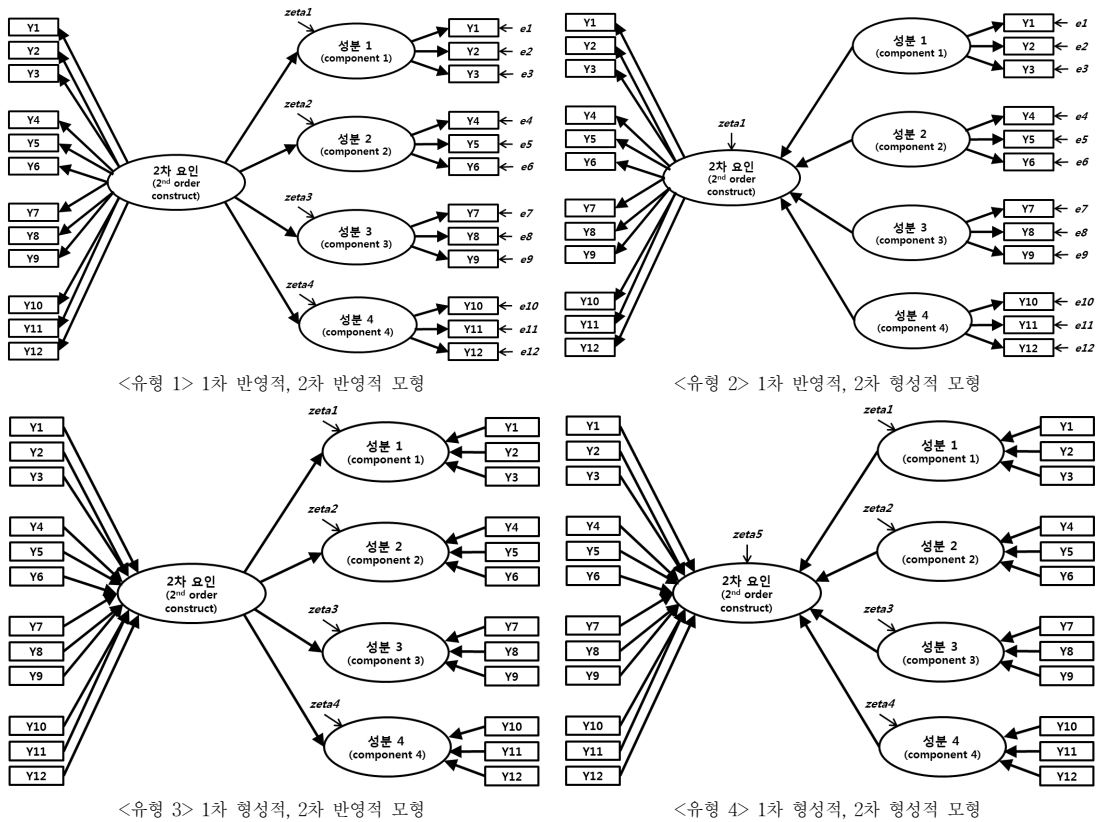 Y1
Y2
Y3
Y4
Y5
Y6
Y7
Y8
Y9
Y10
Y11
Y12
2차 요인
(2nd order
construct)
zeta1
성분 1
(component 1)
zeta2
성분 2
(component 2)
zeta3
성분 3
(component 3)
zeta4
성분 4
(component 4)
Y1 e1
Y2 e2
Y3 e3
Y4 e4
Y5 e5
Y6 e6
Y7 e7
Y8 e8
Y9 e9
Y10 e10
Y11 e11
Y12 e12
<유형 1> 1차 반영적, 2차 반영적 모형
Y1
Y2
Y3
Y4
Y5
Y6
Y7
Y8
Y9
Y10
Y11
Y12
zeta1
2차 요인
(2nd order
construct)
성분 1
(component 1)
성분 2
(component 2)
성분 3
(component 3)
성분 4
(component 4)
Y1 e1
Y2 e2
Y3 e3
Y4 e4
Y5 e5
Y6 e6
Y7 e7
Y8 e8
Y9 e9
Y10 e10
Y11 e11
Y12 e12
<유형 2> 1차 반영적, 2차 형성적 모형
Y1
Y2
Y3
Y4
Y5
Y6
Y7
Y8
Y9
Y10
Y11
Y12
2차 요인
(2nd order
construct)
zeta1
성분 1
(component 1)
zeta2
성분 2
(component 2)
zeta3
성분 3
(component 3)
zeta4
성분 4
(component 4)
Y1
Y2
Y3
Y4
Y5
Y6
Y7
Y8
Y9
Y10
Y11
Y12
<유형 3> 1차 형성적, 2차 반영적 모형
Y1
Y2
Y3
Y4
Y5
Y6
Y7
Y8
Y9
Y10
Y11
Y12
zeta5
2차 요인
(2nd order
construct)
zeta1
성분 1
(component 1)
zeta2
성분 2
(component 2)
zeta3
성분 3
(component 3)
zeta4
성분 4
(component 4)
Y1
Y2
Y3
Y4
Y5
Y6
Y7
Y8
Y9
Y10
Y11
Y12
<유형 4> 1차 형성적, 2차 형성적 모형